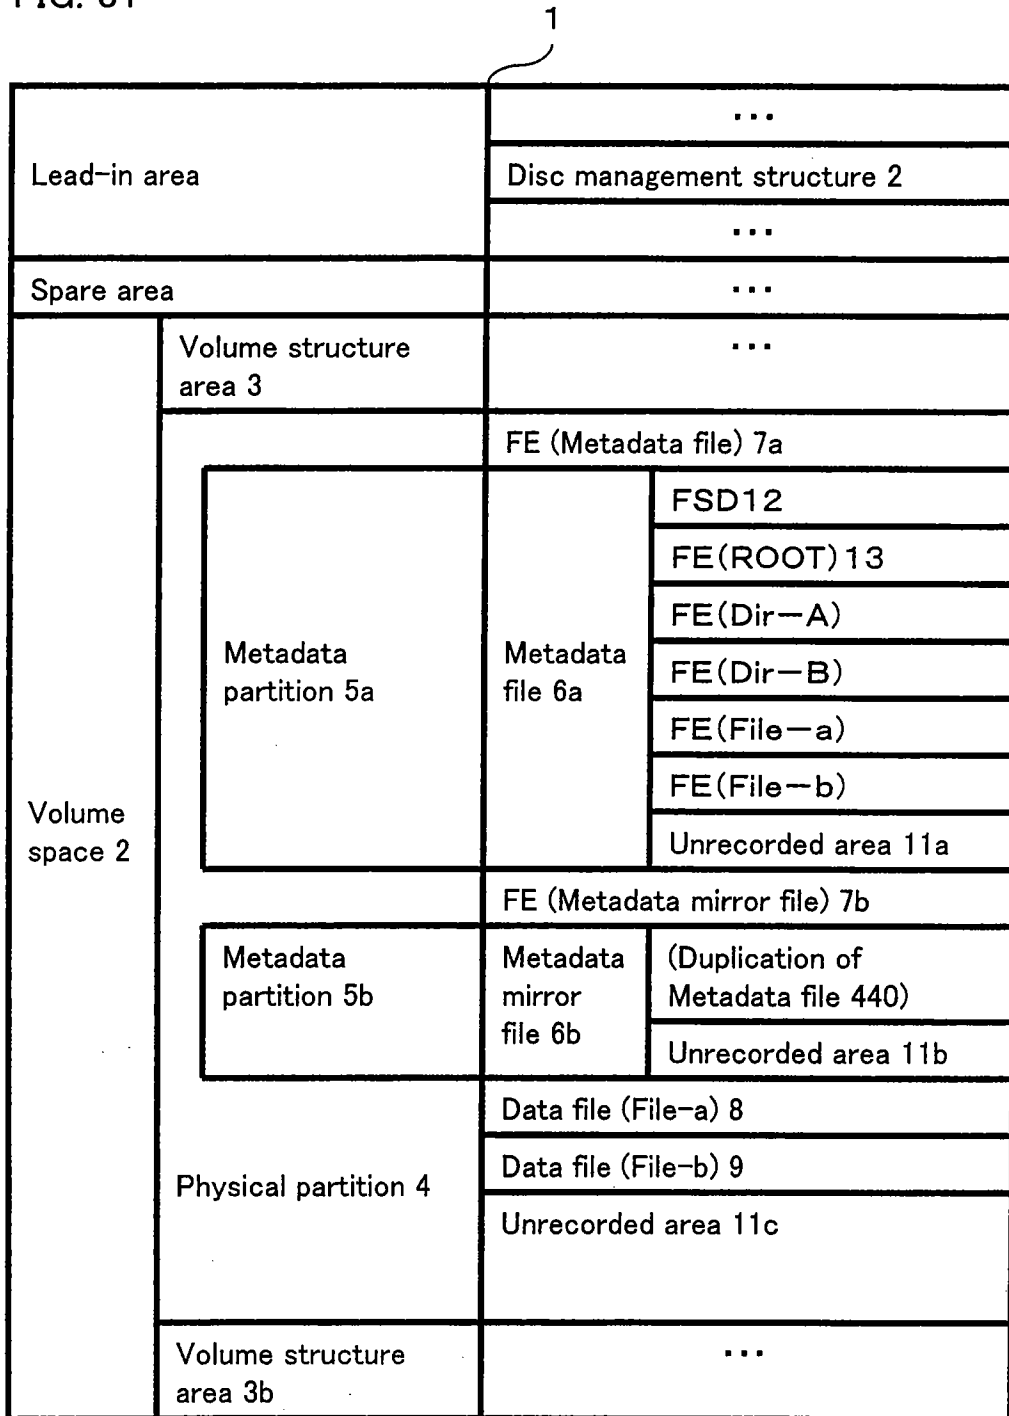 1
...
Lead-in area
Disc management structure 2
...
Spare area
...
Volume structure
area 3
...
FE (Metadata file) 7a
FSD12
FE(ROOT)13
FE(Dir-A)
Metadata
partition 5a
Metadata
file 6a
FE(Dir-B)
FE(File-a)
FE(File-b)
Volume
space 2
Unrecorded area 11a
FE (Metadata mirror file) 7b
Metadata
partition 5b
Metadata
mirror
file 6b
(Duplication of
Metadata file 440)
Unrecorded area 11b
Data file (File-a) 8
Data file (File-b) 9
Physical partition 4
Unrecorded area 11c
Volume structure
area 3b
...